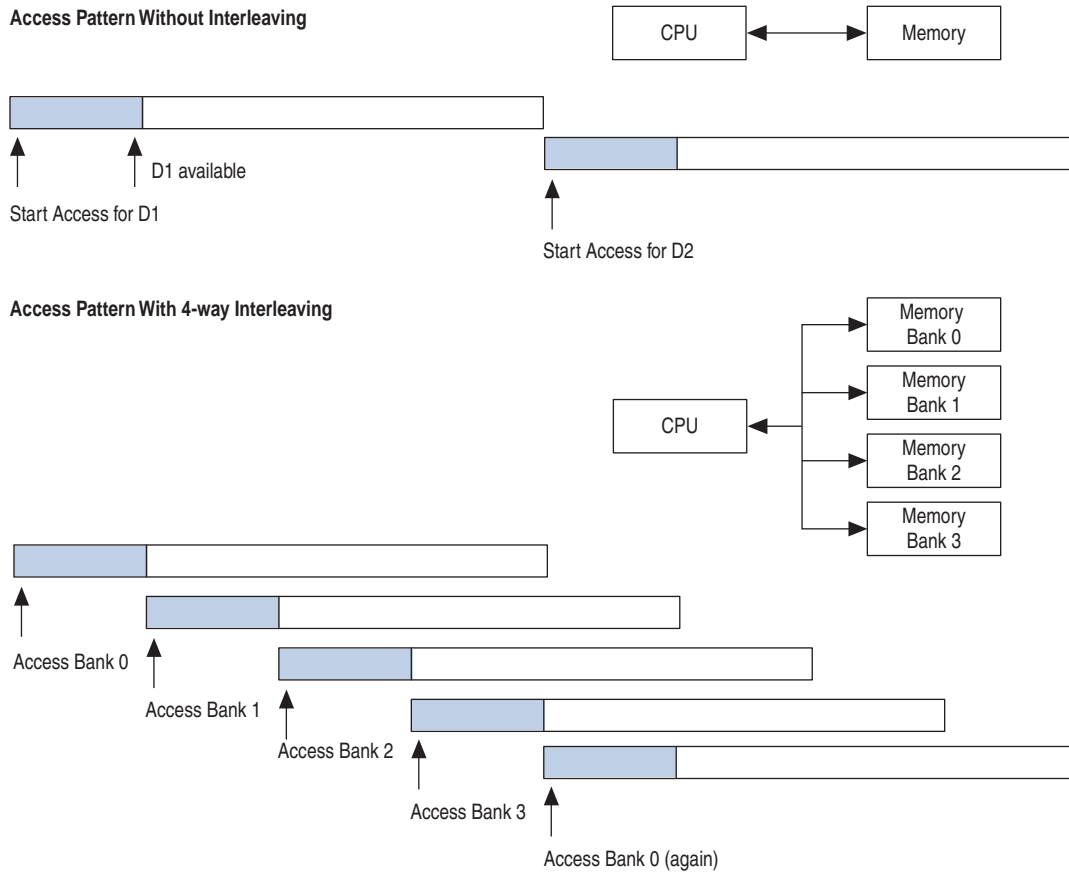 Access Pattern Without Interleaving
CPU
Memory
D1 available
Start Access for D1
Start Access for D2
Access Pattern With 4-way Interleaving
Memory
Bank 0
Memory
Bank 1
CPU
Memory
Bank 2
Memory
Bank 3
Access Bank 0
Access Bank 1
Access Bank 2
Access Bank 3
Access Bank 0 (again)